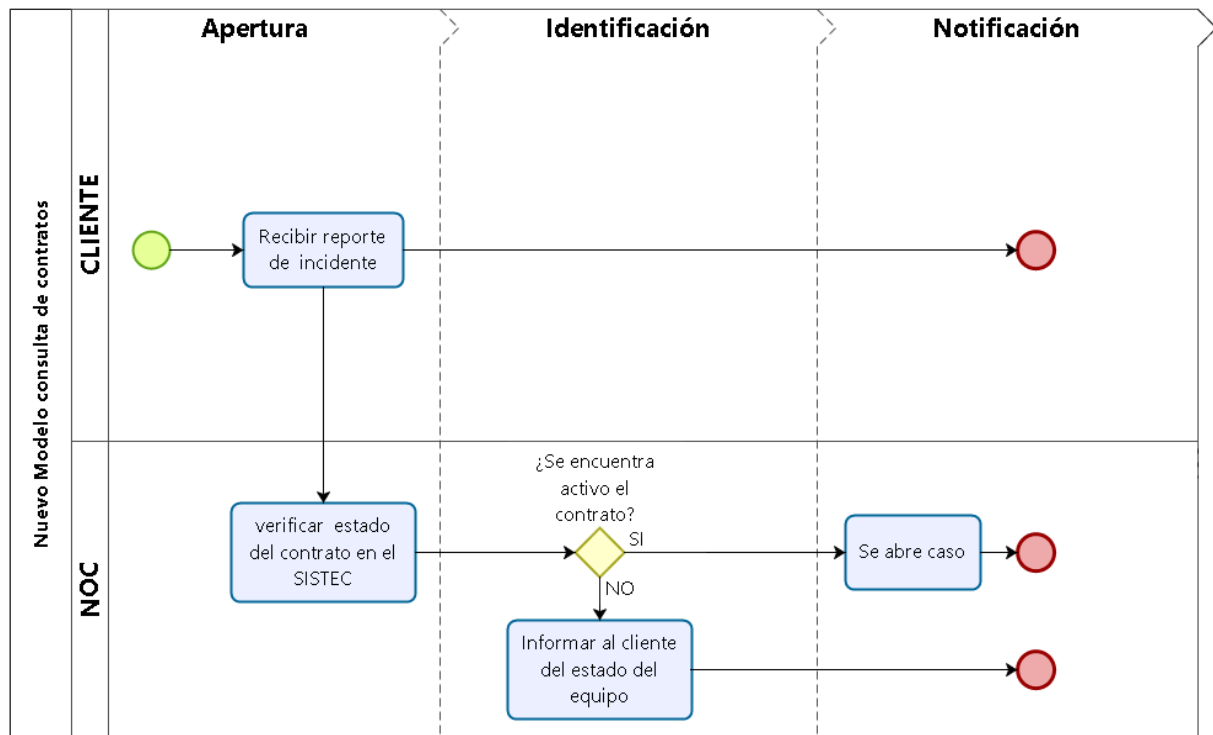 Apertura
Identificación
Notificación
Nuevo Modelo consulta de contratos
CLIENTE
Recibir reporte
de incidente
NOC
verificar estado
del contrato en el
SISTEC
¿Se encuentra
activo el
contrato?
SI
NO
Se abre caso
Informar al cliente
del estado del
equipo